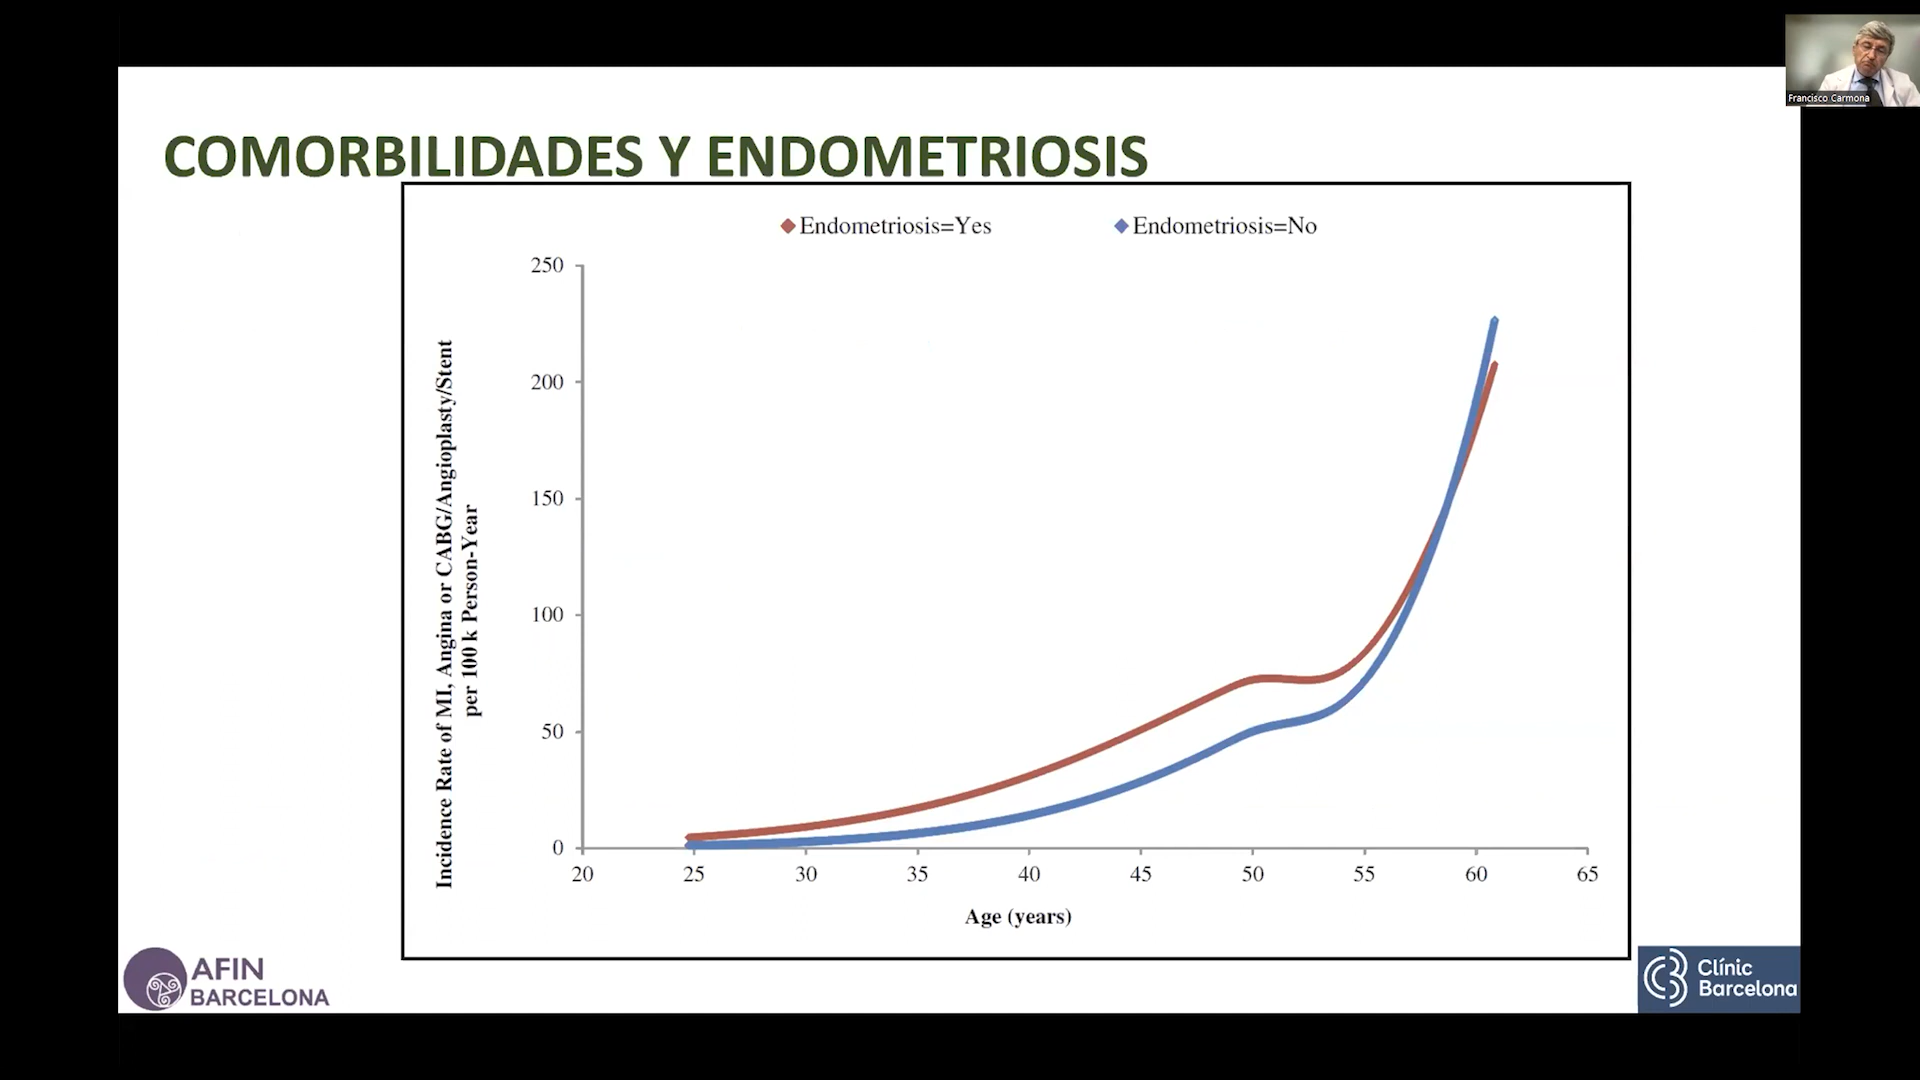 Francisco Carmona
COMORBILIDADES Y ENDOMETRIOSIS
Endometriosis=Yes
Endometriosis=No
Incidence Rate of MI, Angina or CABG/Angioplasty/Stent
per 100 k Person-Year
250
200
150
100
50
0
20 25 30 35 40 45 50 55 60 65
Age (years)
AFIN
BARCELONA
Clínic
Barcelona